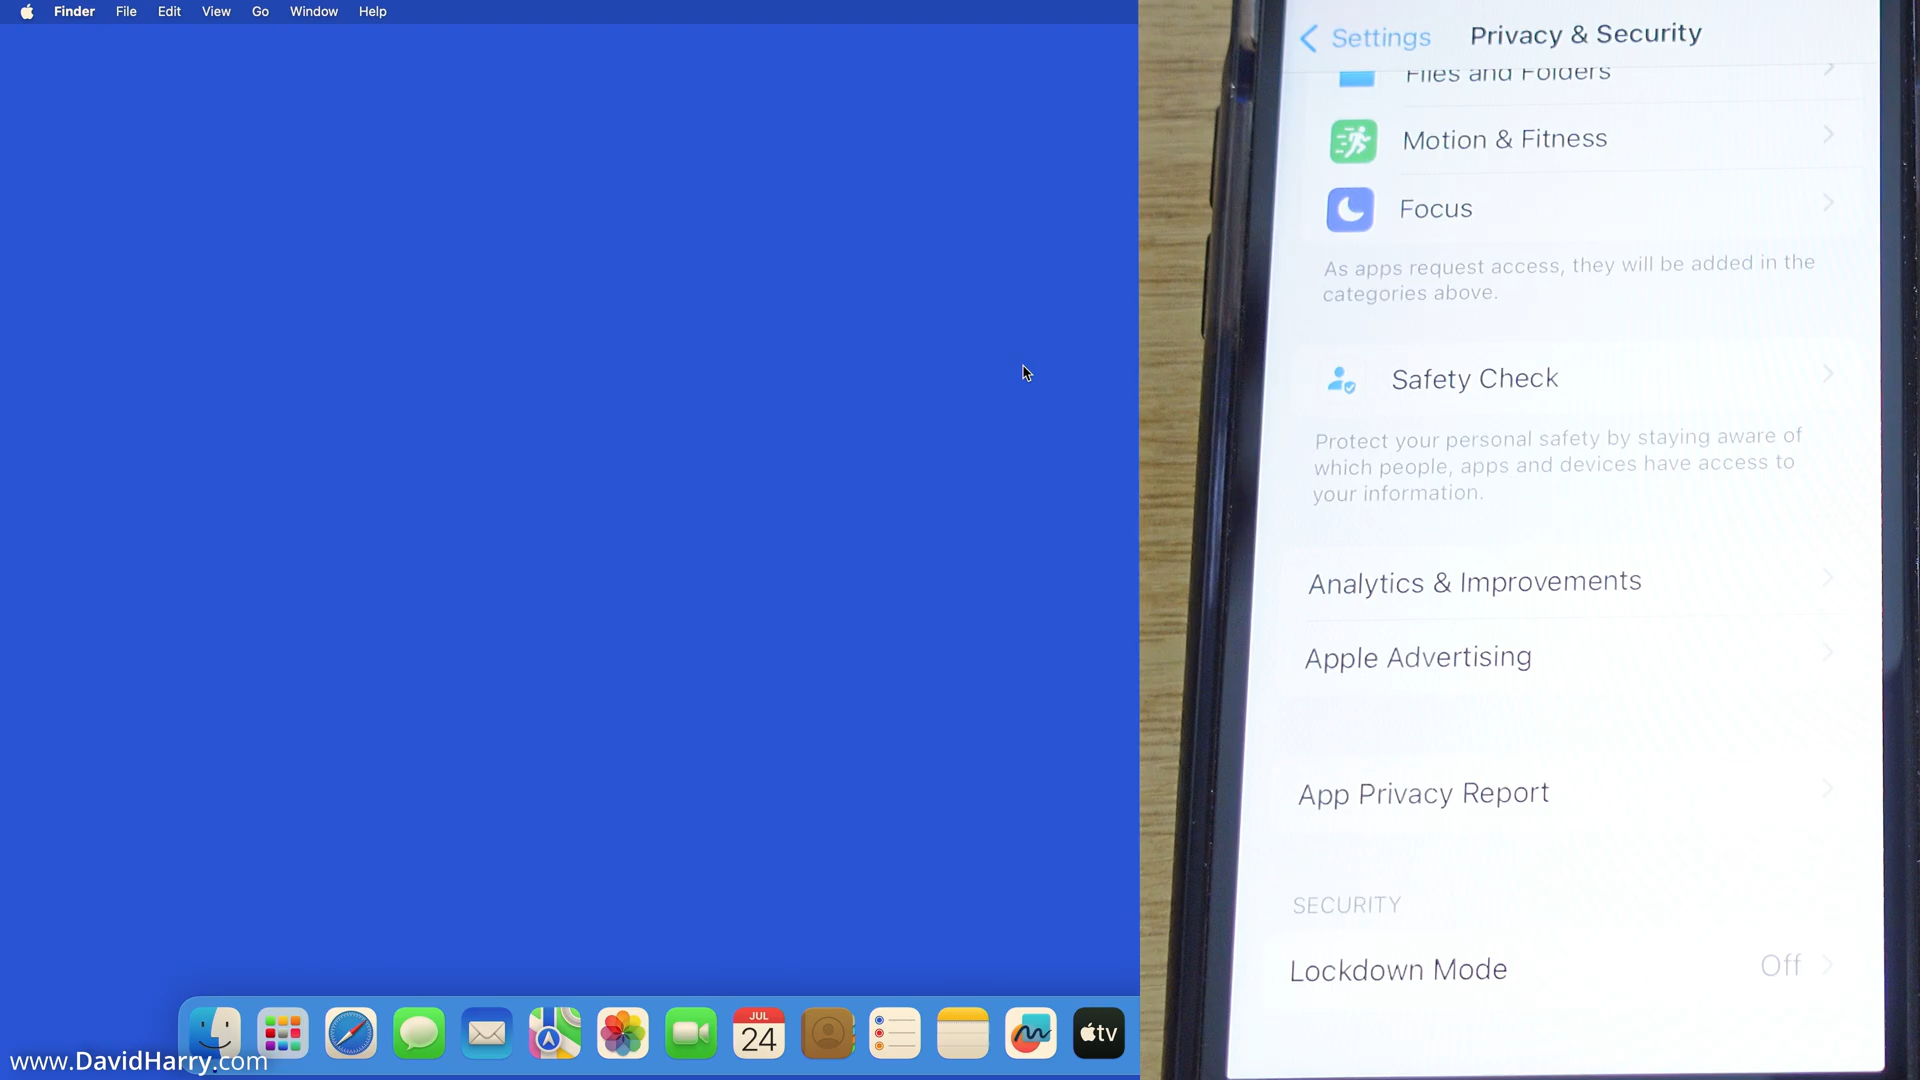 Finder File Edit View Go Window Help
JUL
24
tv
www.DavidHarry.com
Settings Privacy & Security
Files and Folders
Motion & Fitness
Focus
As apps request access, they will be added in the
categories above.
Safety Check
Protect your personal safety by staying aware of
which people, apps and devices have access to
your information.
Analytics & Improvements
Apple Advertising
App Privacy Report
SECURITY
Lockdown Mode Off